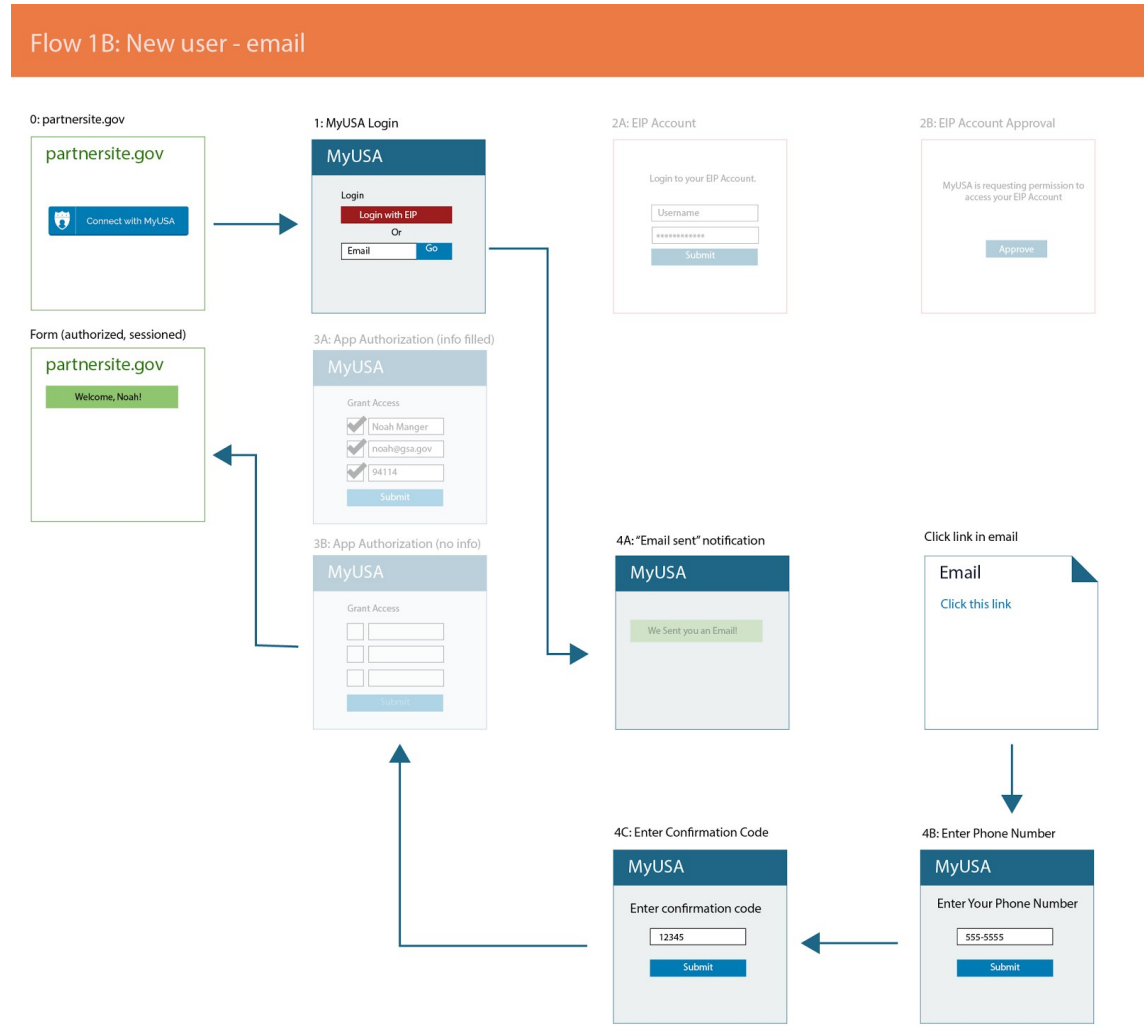 Flow 1B: New user - email
0: partnersite.gov
partnersite.gov
Connect with MyUSA
1: MyUSA Login
MyUSA
Login
Login with EIP
Or
Email
Go
2A: EIP Account
Login to your EIP Account.
Username
************
Submit
2B: EIP Account Approval
MyUSA is requesting permission to
access your EIP Account
Approve
Form (authorized, sessioned)
partnersite.gov
Welcome, Noah!
3A: App Authorization (info filled)
MyUSA
Grant Access
Noah Manger
noah@gsa.gov
94114
Submit
3B: App Authorization (no info)
MyUSA
Grant Access
Submit
4A: “Email sent” notification
MyUSA
We Sent you an Email!
Click link in email
Email
Click this link
4C: Enter Confirmation Code
MyUSA
Enter confirmation code
12345
Submit
4B: Enter Phone Number
MyUSA
Enter Your Phone Number
555-5555
Submit